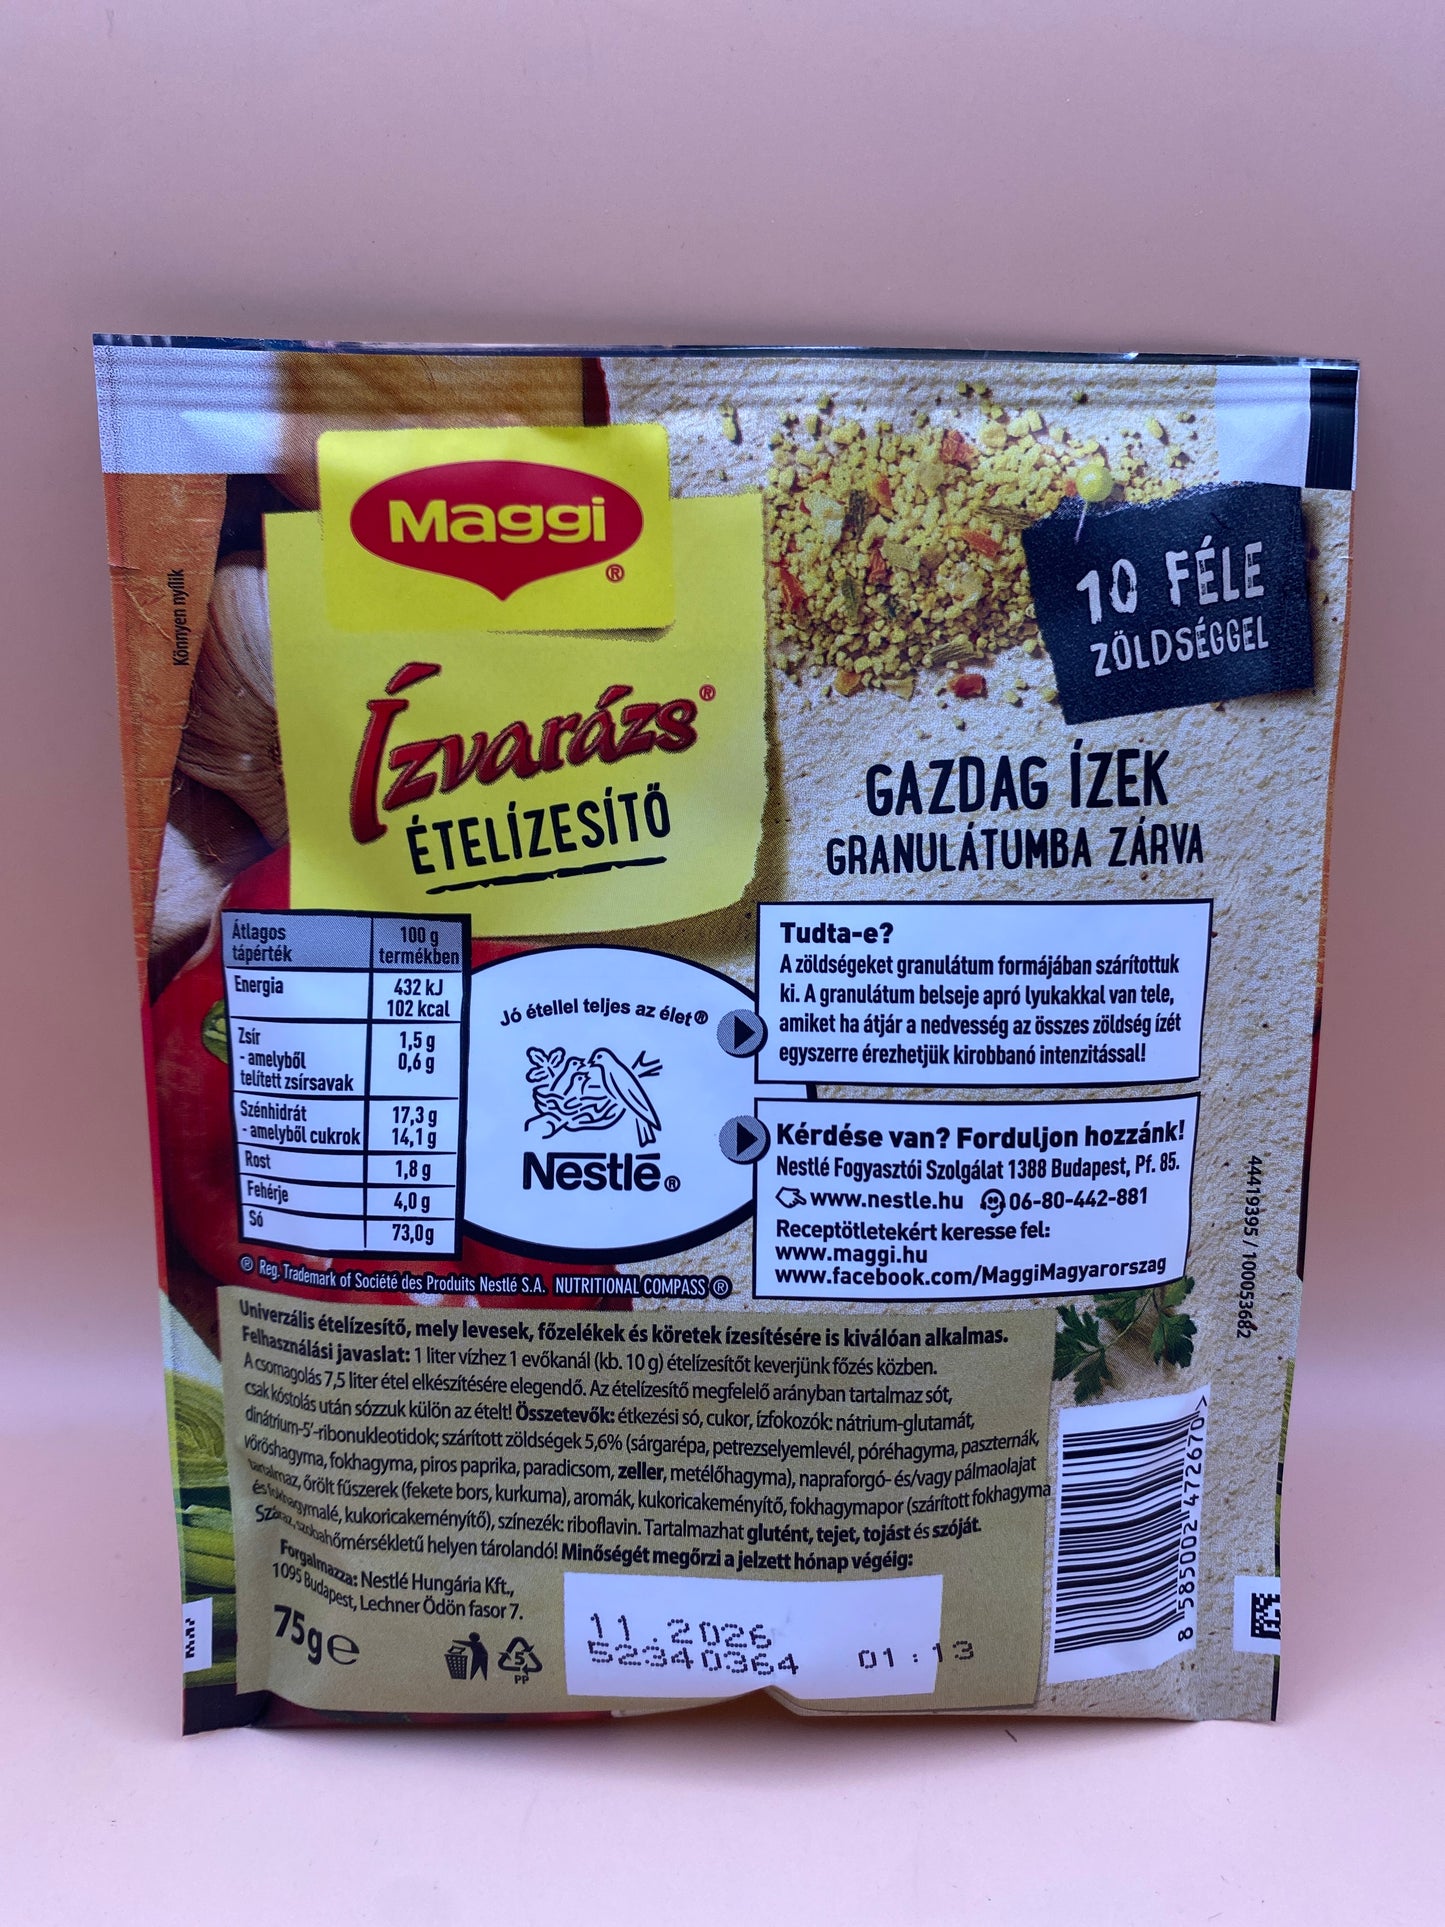 Könnyen nyílik
Maggi®
Ízvarázs®
ÉTELÍZESÍTŐ
10 FÉLE
ZÖLDSÉGGEL
GAZDAG ÍZEK
GRANULÁTUMBA ZÁRVA
Átlagos tápérték 100 g termékben
Energia 432 kJ
102 kcal
Zsír 1,5 g
- amelyből telített zsírsavak 0,6 g
Szénhidrát 17,3 g
- amelyből cukrok 14,1 g
Rost 1,8 g
Fehérje 4,0 g
Só 73,0g
Jó étellel teljes az élet®
Nestlé®
Tudta-e?
A zöldségeket granulátum formájában szárítottuk
ki. A granulátum belseje apró lyukakkal van tele,
amiket ha átjár a nedvesség az összes zöldség ízét
egyszerre érezhetjük kirobbanó intenzitással!
Kérdése van? Forduljon hozzánk!
Nestlé Fogyasztói Szolgálat 1388 Budapest, Pf. 85.
www.nestle.hu 06-80-442-881
Receptötletekért keresse fel:
www.maggi.hu
www.facebook.com/MaggiMagyarorszag
® Reg. Trademark of Société des Produits Nestlé S.A. NUTRITIONAL COMPASS ®
44419395 / 100053682
Univerzális ételízesítő, mely levesek, főzelékek és köretek ízesítésére is kiválóan alkalmas.
Felhasználási javaslat: 1 liter vízhez 1 evőkanál (kb. 10 g) ételízesítőt keverjünk főzés közben.
A csomagolás 7,5 liter étel elkészítésére elegendő. Az ételízesítő megfelelő arányban tartalmaz sót,
csak kóstolás után sózzuk külön az ételt! Összetevők: étkezési só, cukor, ízfokozók: nátrium-glutamát,
dinátrium-5'-ribonukleotidok; szárított zöldségek 5,6% (sárgarépa, petrezselyemlevél, póréhagyma, paszternák,
vöröshagyma, fokhagyma, piros paprika, paradicsom, zeller, metélőhagyma), napraforgó- és/vagy pálmaolajat
tartalmaz, őrölt fűszerek (fekete bors, kurkuma), aromák, kukoricakeményítő, fokhagymapor (szárított fokhagyma
és fokhagymalé, kukoricakeményítő), színezék: riboflavin. Tartalmazhat glutént, tejet, tojást és szóját.
Száraz, szobahőmérsékletű helyen tárolandó! Minőségét megőrzi a jelzett hónap végéig:
Forgalmazza: Nestlé Hungária Kft.,
1095 Budapest, Lechner Ödön fasor 7.
75g e
5
PP
11.2026
52340364 01:13
8 585002 472670 >